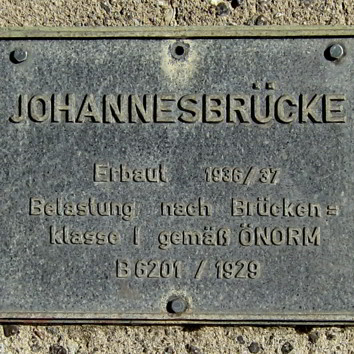 JOHANNESBRÜCKE
Erbaut 1936/37
Belastung nach Brücken=
klasse I gemäß ÖNORM
B 6201 / 1929